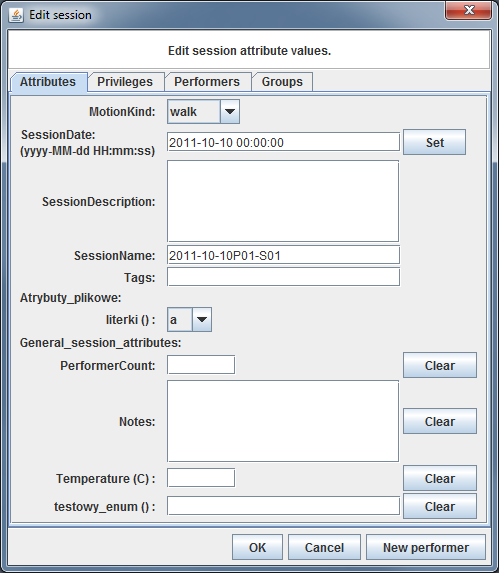 Edit session
Edit session attribute values.
Attributes Privileges Performers Groups
MotionKind: walk
SessionDate:
(yyyy-MM-dd HH:mm:ss) 2011-10-10 00:00:00 Set
SessionDescription:
SessionName: 2011-10-10P01-S01
Tags:
Atrybuty_plikowe:
literki () : a
General_session_attributes:
PerformerCount: Clear
Notes: Clear
Temperature (C) : Clear
testowy_enum () : Clear
OK Cancel New performer